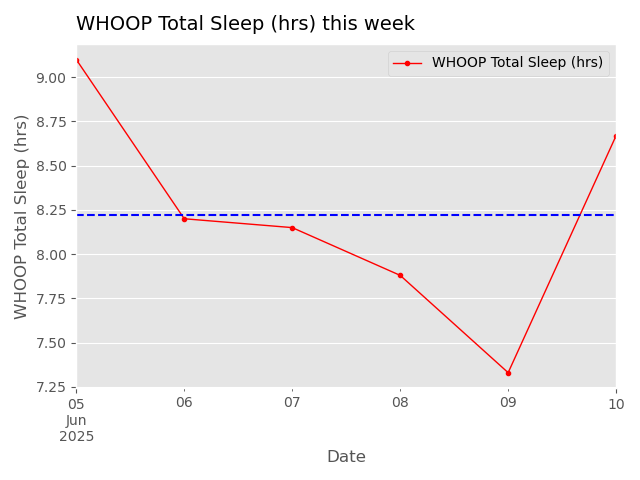 WHOOP Total Sleep (hrs) this week
WHOOP Total Sleep (hrs)
WHOOP Total Sleep (hrs)
9.00
8.75
8.50
8.25
8.00
7.75
7.50
7.25
05 06 07 08 09 10
Jun
2025
Date